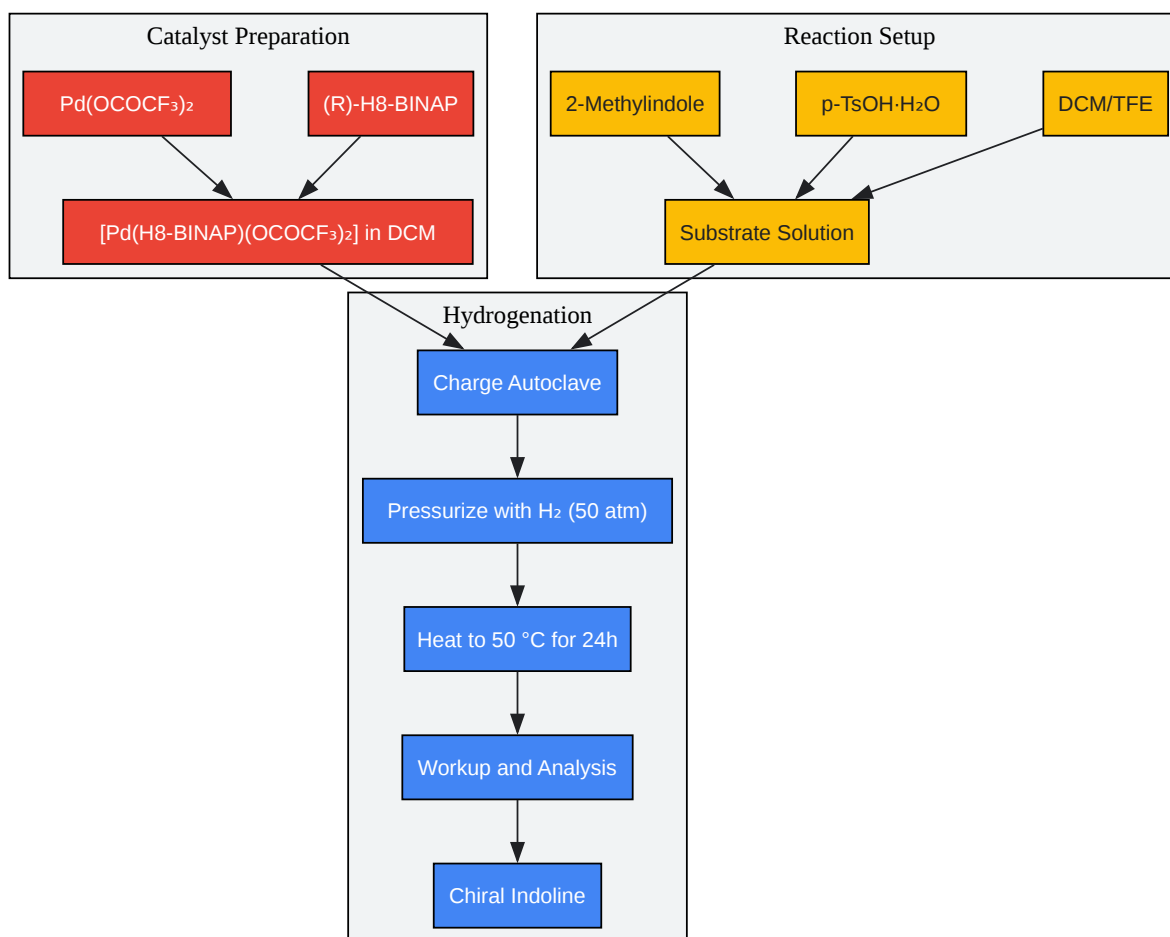 Catalyst Preparation
Pd(OCOCF₃)₂
(R)-H8-BINAP
[Pd(H8-BINAP)(OCOCF₃)₂] in DCM
Reaction Setup
2-Methylindole
p-TsOH·H₂O
DCM/TFE
Substrate Solution
Hydrogenation
Charge Autoclave
Pressurize with H₂ (50 atm)
Heat to 50 °C for 24h
Workup and Analysis
Chiral Indoline